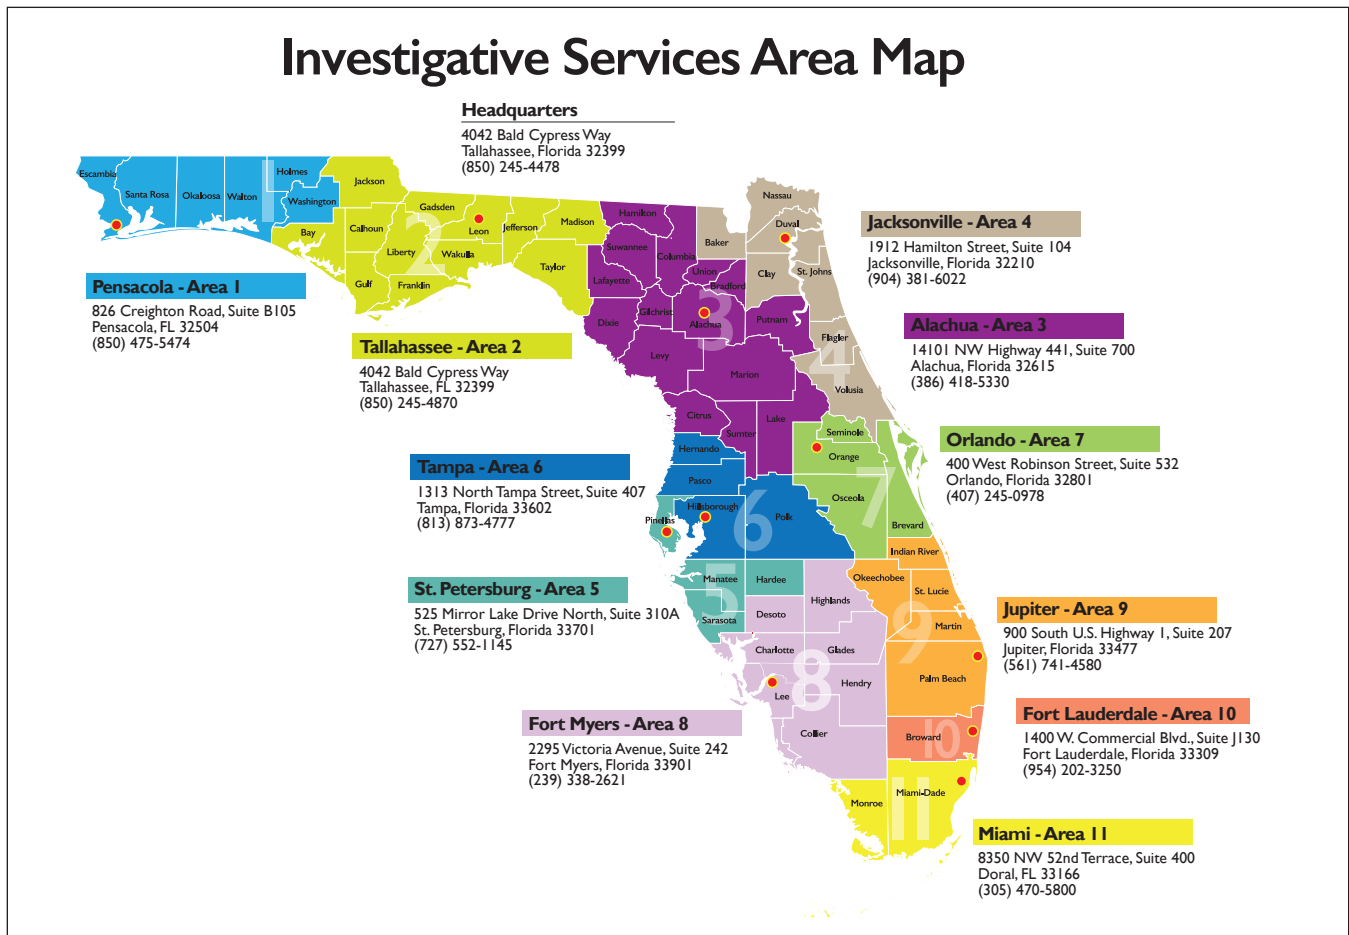 Investigative Services Area Map
Headquarters
4042 Bald Cypress Way
Tallahassee, Florida 32399
(850) 245-4478
Escambia
Santa Rosa
Okaloosa
Walton
Holmes
Washington
1
Jackson
Bay
Calhoun
Gulf
Gadsden
Liberty
Franklin
Leon
Wakulla
Jefferson
Madison
Taylor
2
Hamilton
Suwannee
Columbia
Lafayette
Union
Bradford
Dixie
Gilchrist
Alachua
Putnam
Levy
Marion
Citrus
Sumter
Lake
3
Nassau
Duval
Baker
Clay
St. Johns
Flagler
Volusia
4
Seminole
Orange
Osceola
Brevard
7
Hernando
Pasco
Hillsborough
Polk
6
Pinellas
Manatee
Hardee
Sarasota
5
Desoto
Highlands
Charlotte
Glades
Lee
Hendry
Collier
8
Indian River
Okeechobee
St. Lucie
Martin
Palm Beach
9
Broward
10
Monroe
Miami-Dade
11
Pensacola - Area 1
826 Creighton Road, Suite B105
Pensacola, FL 32504
(850) 475-5474
Tallahassee - Area 2
4042 Bald Cypress Way
Tallahassee, FL 32399
(850) 245-4870
Jacksonville - Area 4
1912 Hamilton Street, Suite 104
Jacksonville, Florida 32210
(904) 381-6022
Alachua - Area 3
14101 NW Highway 441, Suite 700
Alachua, Florida 32615
(386) 418-5330
Orlando - Area 7
400 West Robinson Street, Suite 532
Orlando, Florida 32801
(407) 245-0978
Tampa - Area 6
1313 North Tampa Street, Suite 407
Tampa, Florida 33602
(813) 873-4777
St. Petersburg - Area 5
525 Mirror Lake Drive North, Suite 310A
St. Petersburg, Florida 33701
(727) 552-1145
Jupiter - Area 9
900 South U.S. Highway 1, Suite 207
Jupiter, Florida 33477
(561) 741-4580
Fort Myers - Area 8
2295 Victoria Avenue, Suite 242
Fort Myers, Florida 33901
(239) 338-2621
Fort Lauderdale - Area 10
1400 W. Commercial Blvd., Suite J130
Fort Lauderdale, Florida 33309
(954) 202-3250
Miami - Area 11
8350 NW 52nd Terrace, Suite 400
Doral, FL 33166
(305) 470-5800